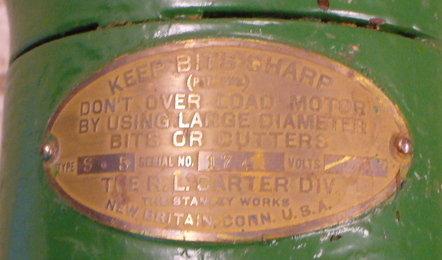 KEEP BITS SHARP
DON'T OVER LOAD MOTOR
BY USING LARGE DIAMETER
BITS OR CUTTERS
TYPE S-5 SERIAL NO. VOLTS
THE R.L. CARTER DIV.
THE STANLEY WORKS
NEW BRITAIN, CONN. U.S.A.